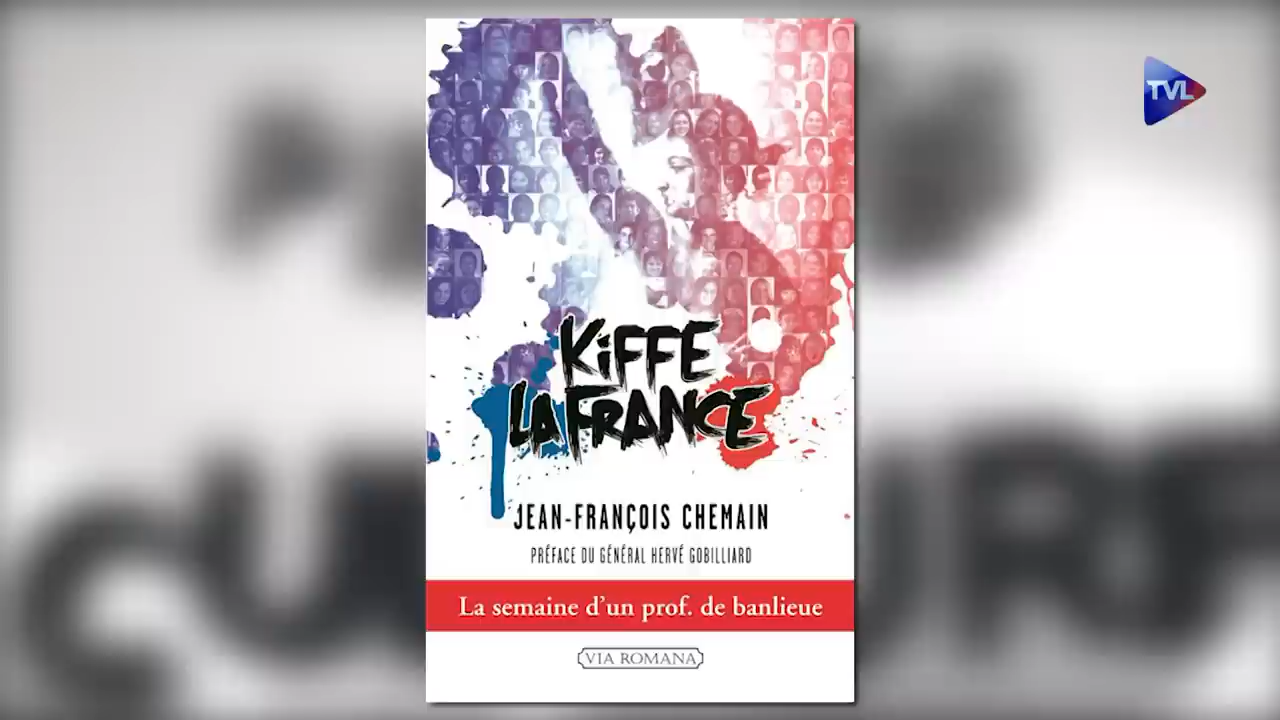 TVL
KiFFE
LA FRANCE
JEAN-FRANÇOIS CHEMAIN
PRÉFACE DU GÉNÉRAL HERVÉ GOBILLIARD
La semaine d'un prof. de banlieue
VIA ROMANA